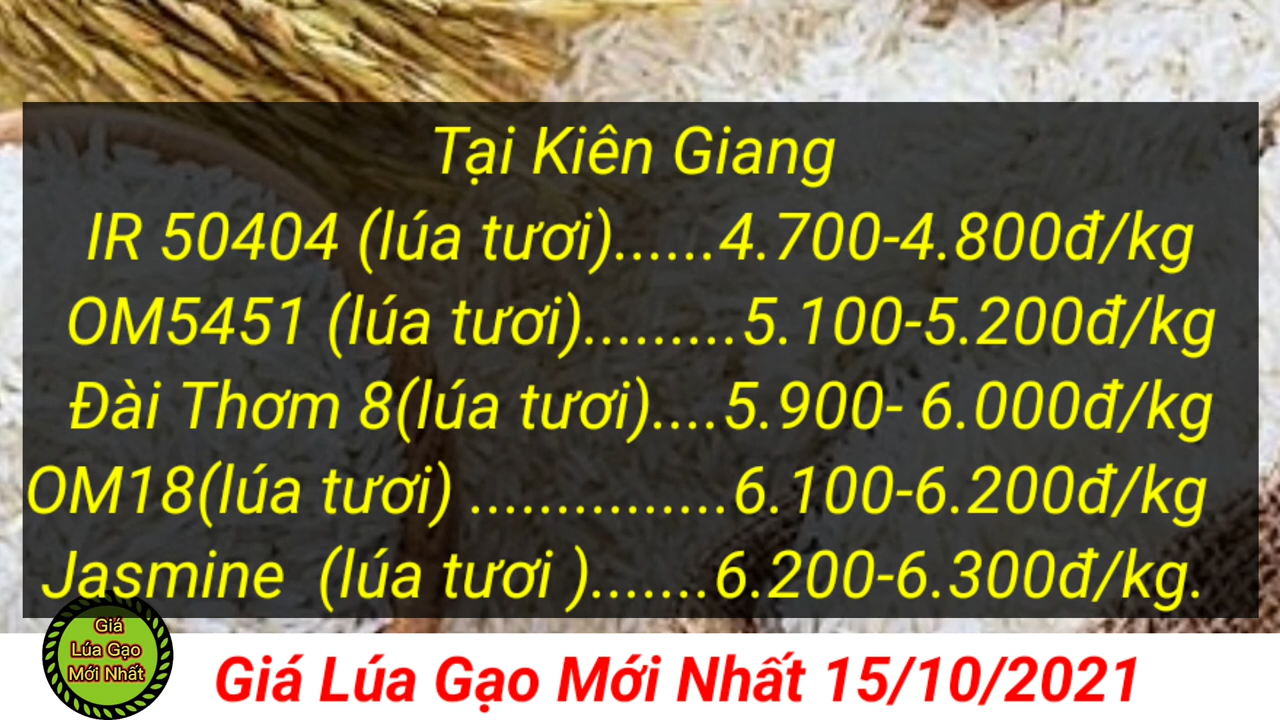 Tại Kiên Giang
IR 50404 (lúa tươi)......4.700-4.800đ/kg
OM5451 (lúa tươi).........5.100-5.200đ/kg
Đài Thơm 8(lúa tươi)....5.900- 6.000đ/kg
OM18(lúa tươi) ...............6.100-6.200đ/kg
Jasmine  (lúa tươi ).......6.200-6.300đ/kg.
Giá
Lúa Gạo
Mới Nhất
Giá Lúa Gạo Mới Nhất 15/10/2021